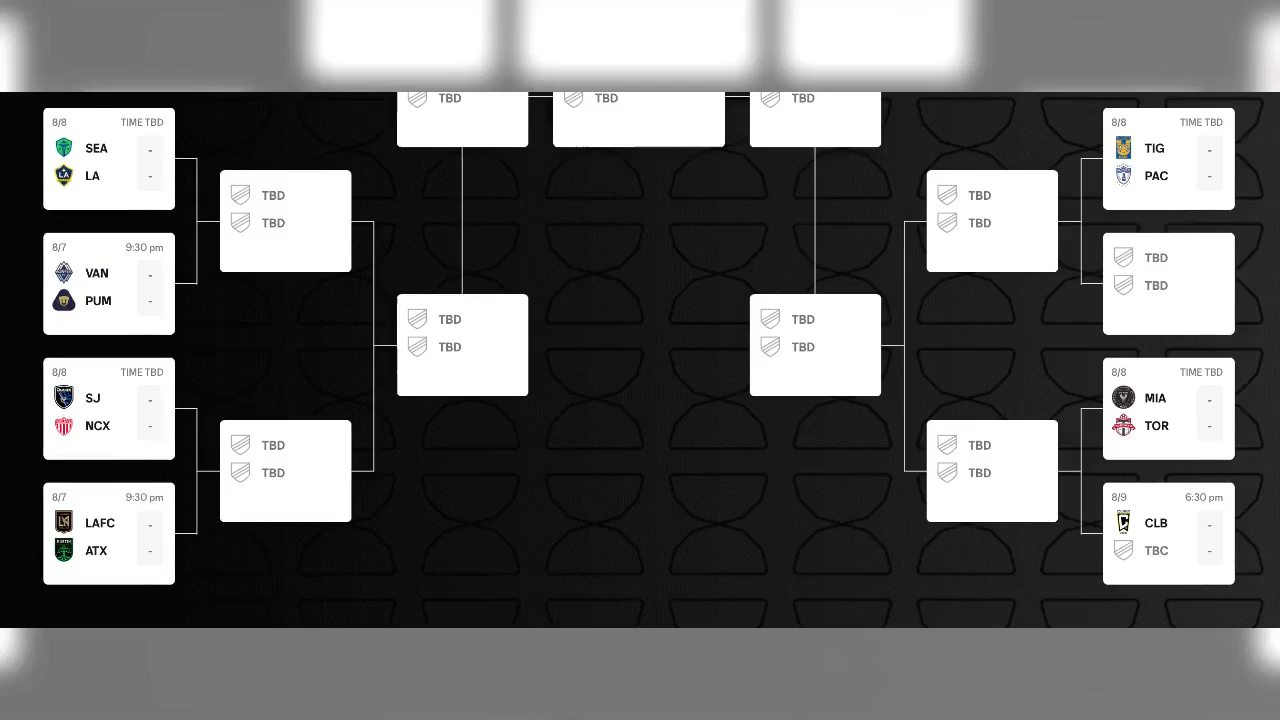 TBD
TBD
TBD
8/8 TIME TBD
SEA -
LA -
TBD
TBD
8/7 9:30 pm
VAN -
PUM -
TBD
TBD
8/8 TIME TBD
SJ -
NCX -
TBD
TBD
8/7 9:30 pm
LAFC -
ATX -
8/8 TIME TBD
TIG -
PAC -
TBD
TBD
TBD
TBD
TBD
TBD
8/8 TIME TBD
MIA -
TOR -
TBD
TBD
8/9 6:30 pm
CLB -
TBC -